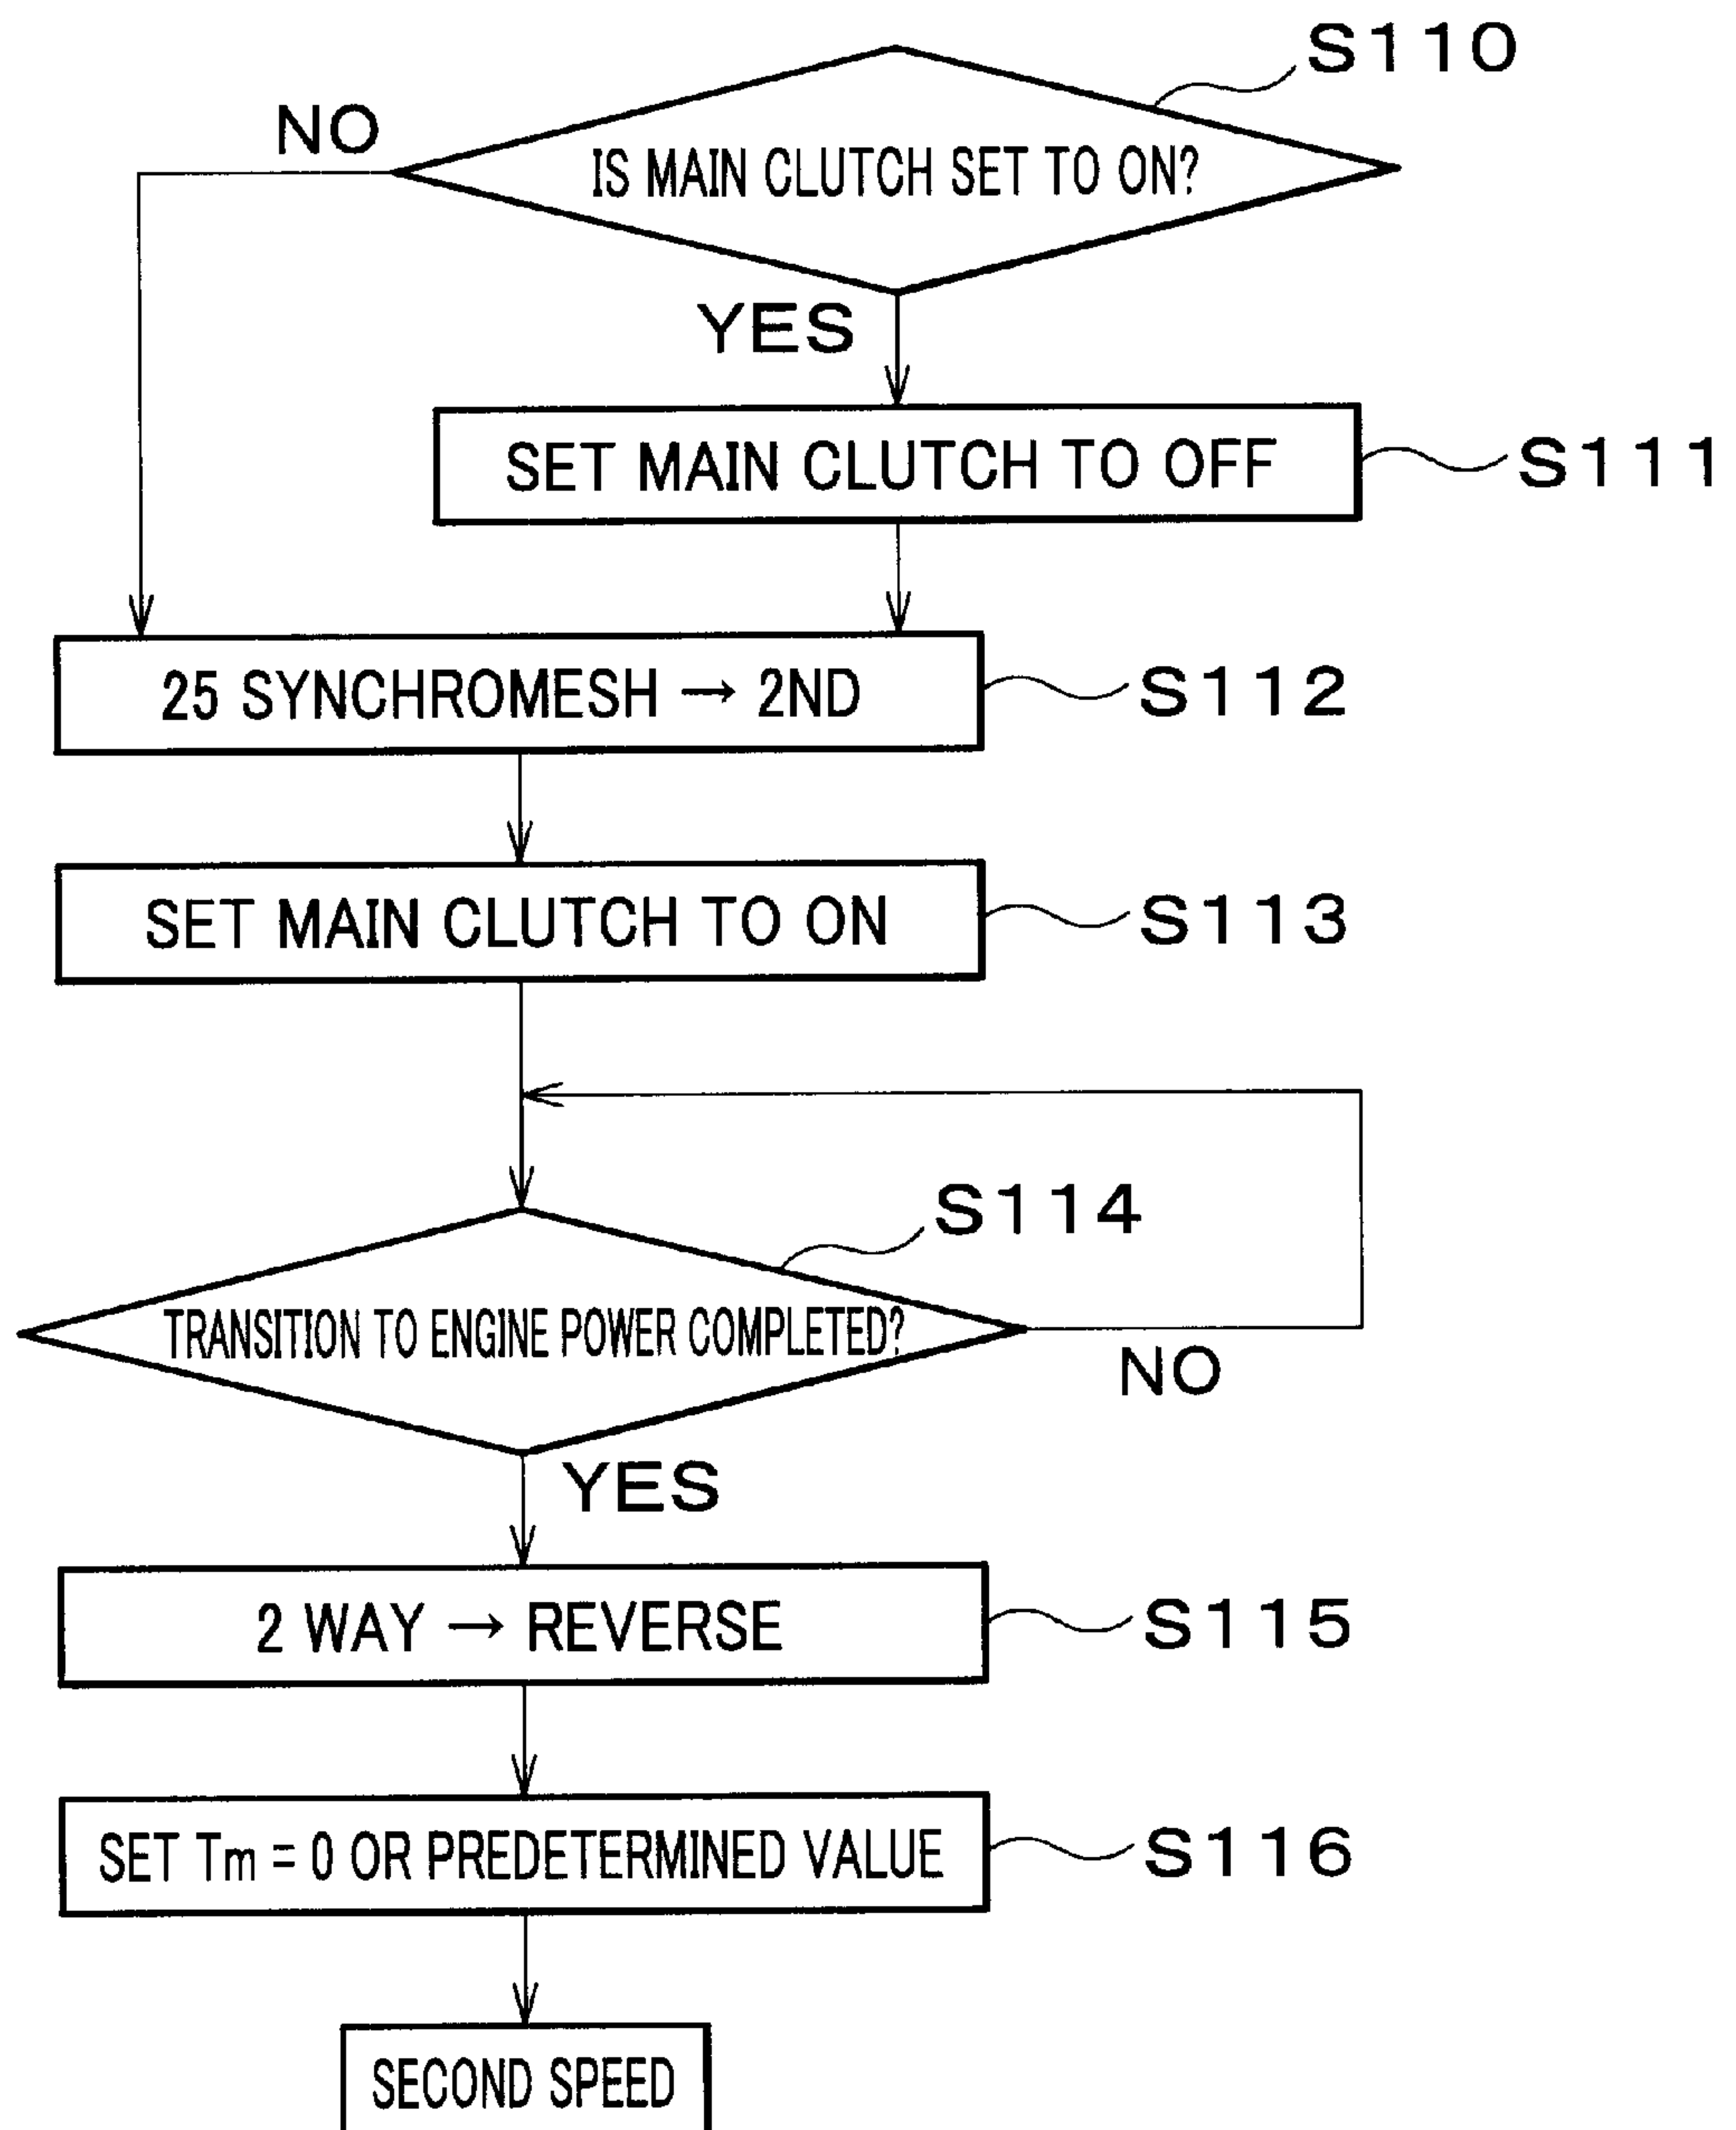 S110
NO
IS MAIN CLUTCH SET TO ON?
YES
SET MAIN CLUTCH TO OFF
S111
25 SYNCHROMESH → 2ND
S112
SET MAIN CLUTCH TO ON
S113
S114
TRANSITION TO ENGINE POWER COMPLETED?
NO
YES
2 WAY → REVERSE
S115
SET Tm = 0 OR PREDETERMINED VALUE
S116
SECOND SPEED